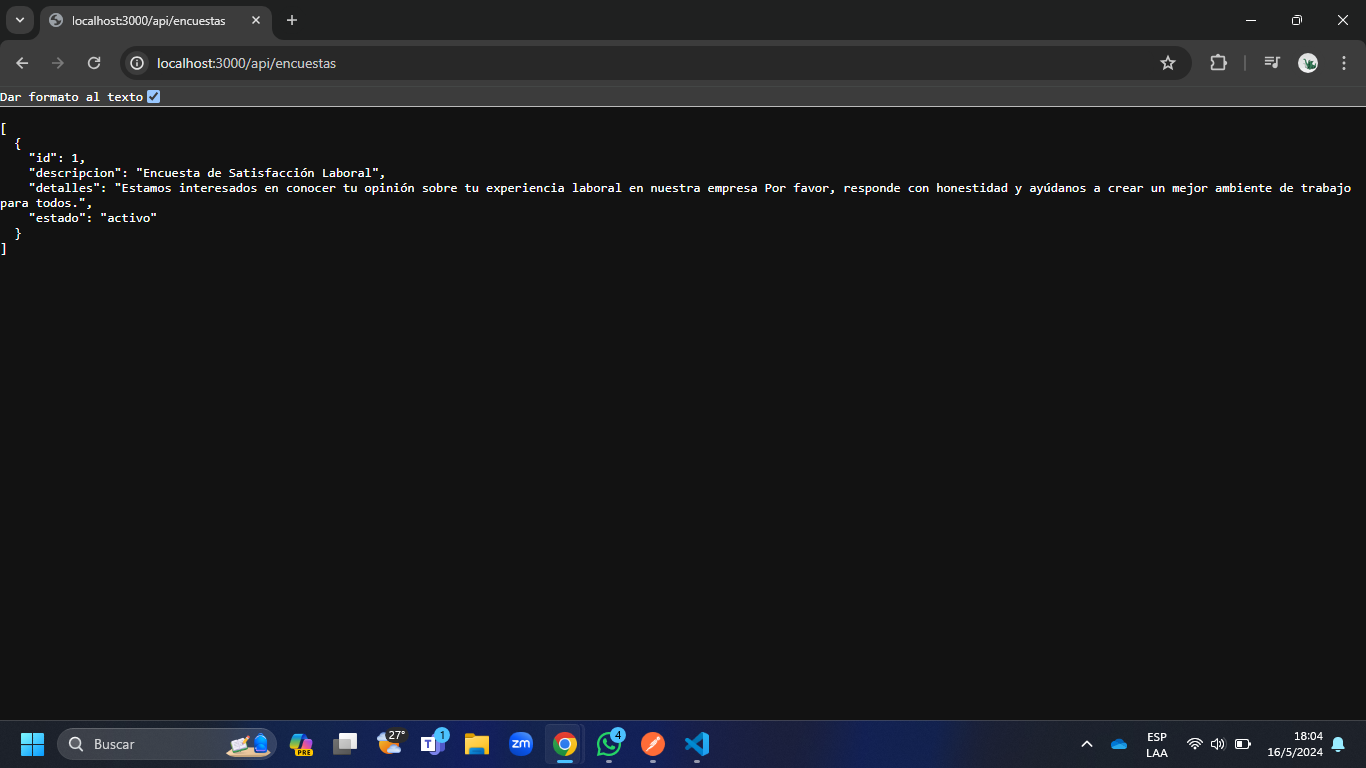 localhost:3000/api/encuestas
localhost:3000/api/encuestas
Dar formato al texto
[
  {
    "id": 1,
    "descripcion": "Encuesta de Satisfacción Laboral",
    "detalles": "Estamos interesados en conocer tu opinión sobre tu experiencia laboral en nuestra empresa Por favor, responde con honestidad y ayúdanos a crear un mejor ambiente de trabajo
para todos.",
    "estado": "activo"
  }
]
Buscar
PRE
27°
T
1
zm
4
ESP
LAA
18:04
16/5/2024